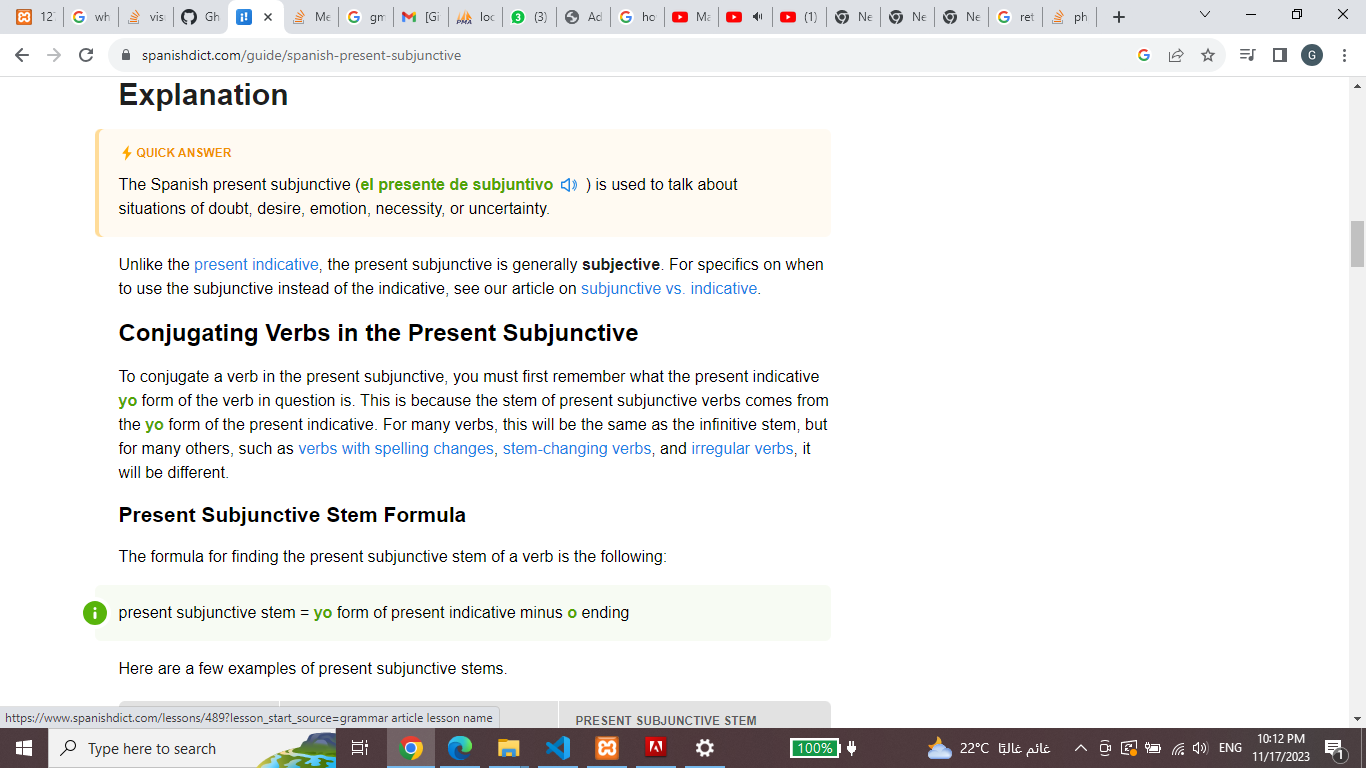 127
wh
visu
Gh
Me
gm
[Gi
loc
(3)
Ad
ho
Ma
(1)
Ne
Ne
Ne
ret
ph
spanishdict.com/guide/spanish-present-subjunctive
G
Explanation
QUICK ANSWER
The Spanish present subjunctive (el presente de subjuntivo ) is used to talk about
situations of doubt, desire, emotion, necessity, or uncertainty.
Unlike the present indicative, the present subjunctive is generally subjective. For specifics on when
to use the subjunctive instead of the indicative, see our article on subjunctive vs. indicative.
Conjugating Verbs in the Present Subjunctive
To conjugate a verb in the present subjunctive, you must first remember what the present indicative
yo form of the verb in question is. This is because the stem of present subjunctive verbs comes from
the yo form of the present indicative. For many verbs, this will be the same as the infinitive stem, but
for many others, such as verbs with spelling changes, stem-changing verbs, and irregular verbs, it
will be different.
Present Subjunctive Stem Formula
The formula for finding the present subjunctive stem of a verb is the following:
present subjunctive stem = yo form of present indicative minus o ending
Here are a few examples of present subjunctive stems.
PRESENT SUBJUNCTIVE STEM
https://www.spanishdict.com/lessons/489?lesson_start_source=grammar article lesson name
Type here to search
100%
22°C غائم غالبًا
ENG
10:12 PM
11/17/2023
1